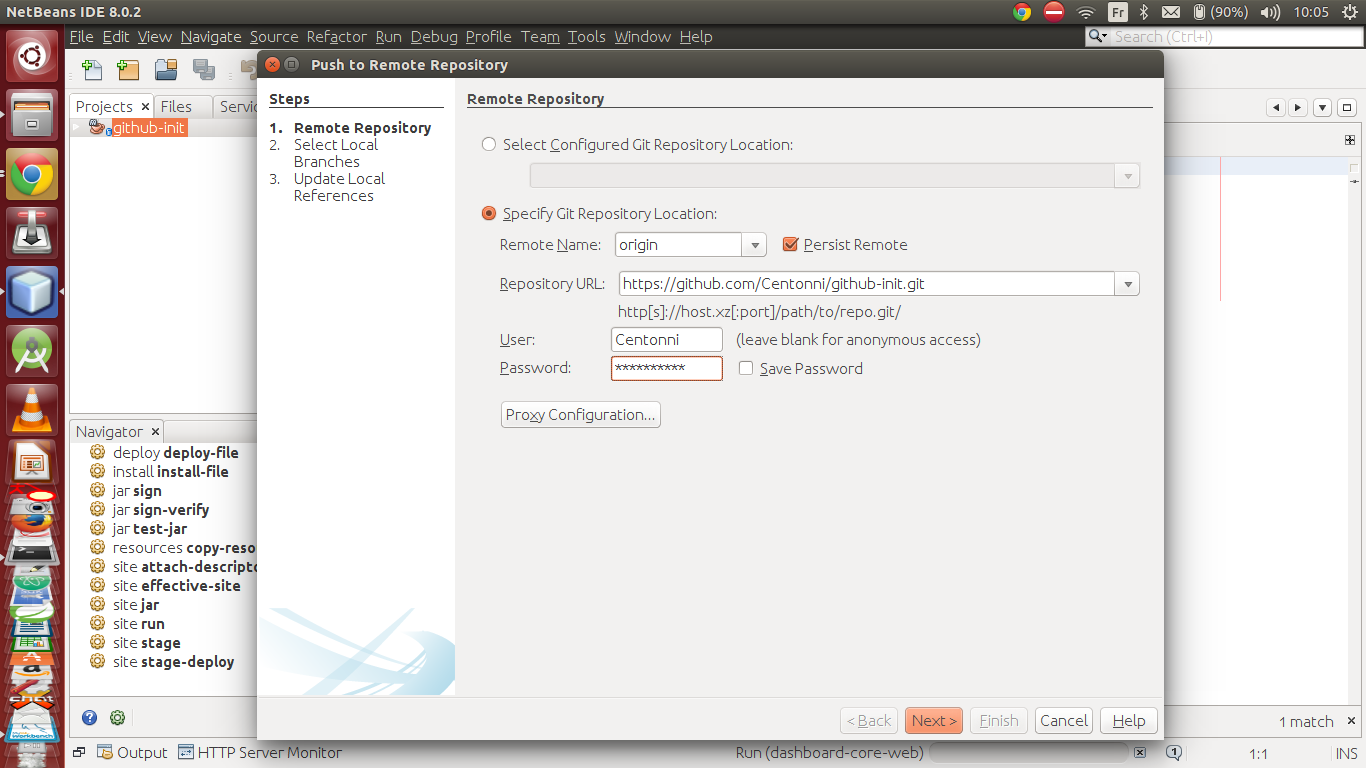 NetBeans IDE 8.0.2
Fr
(90%)
10:05
File Edit View Navigate Source Refactor Run Debug Profile Team Tools Window Help
Search (Ctrl+I)
Push to Remote Repository
Projects
Files
Servi
github-init
Steps
1. Remote Repository
2. Select Local
Branches
3. Update Local
References
Remote Repository
Select Configured Git Repository Location:
Specify Git Repository Location:
Remote Name: origin
Persist Remote
Repository URL: https://github.com/Centonni/github-init.git
http[s]://host.xz[:port]/path/to/repo.git/
User: Centonni (leave blank for anonymous access)
Password: **********
Save Password
Proxy Configuration...
Navigator
deploy deploy-file
install install-file
jar sign
jar sign-verify
jar test-jar
resources copy-reso
site attach-descripto
site effective-site
site jar
site run
site stage
site stage-deploy
< Back
Next >
Finish
Cancel
Help
1 match
Output
HTTP Server Monitor
Run (dashboard-core-web)
1:1
INS